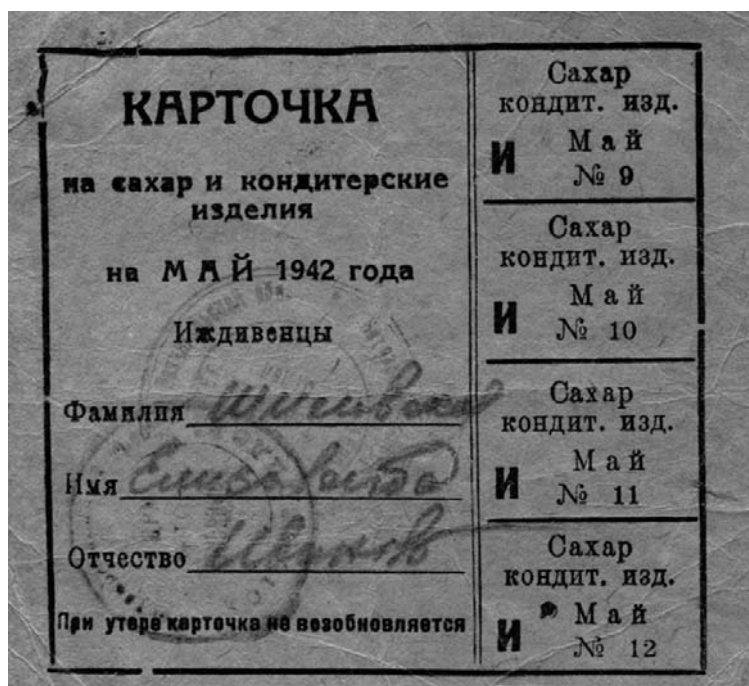 КАРТОЧКА
на сахар и кондитерские
изделия
на МАЙ 1942 года
Иждивенцы
Фамилия
Имя Елизавета
Отчество
При утере карточка не возобновляется
Сахар
кондит. изд.
И Май
№ 9
Сахар
кондит. изд.
И Май
№ 10
Сахар
кондит. изд.
И Май
№ 11
Сахар
кондит. изд.
И Май
№ 12